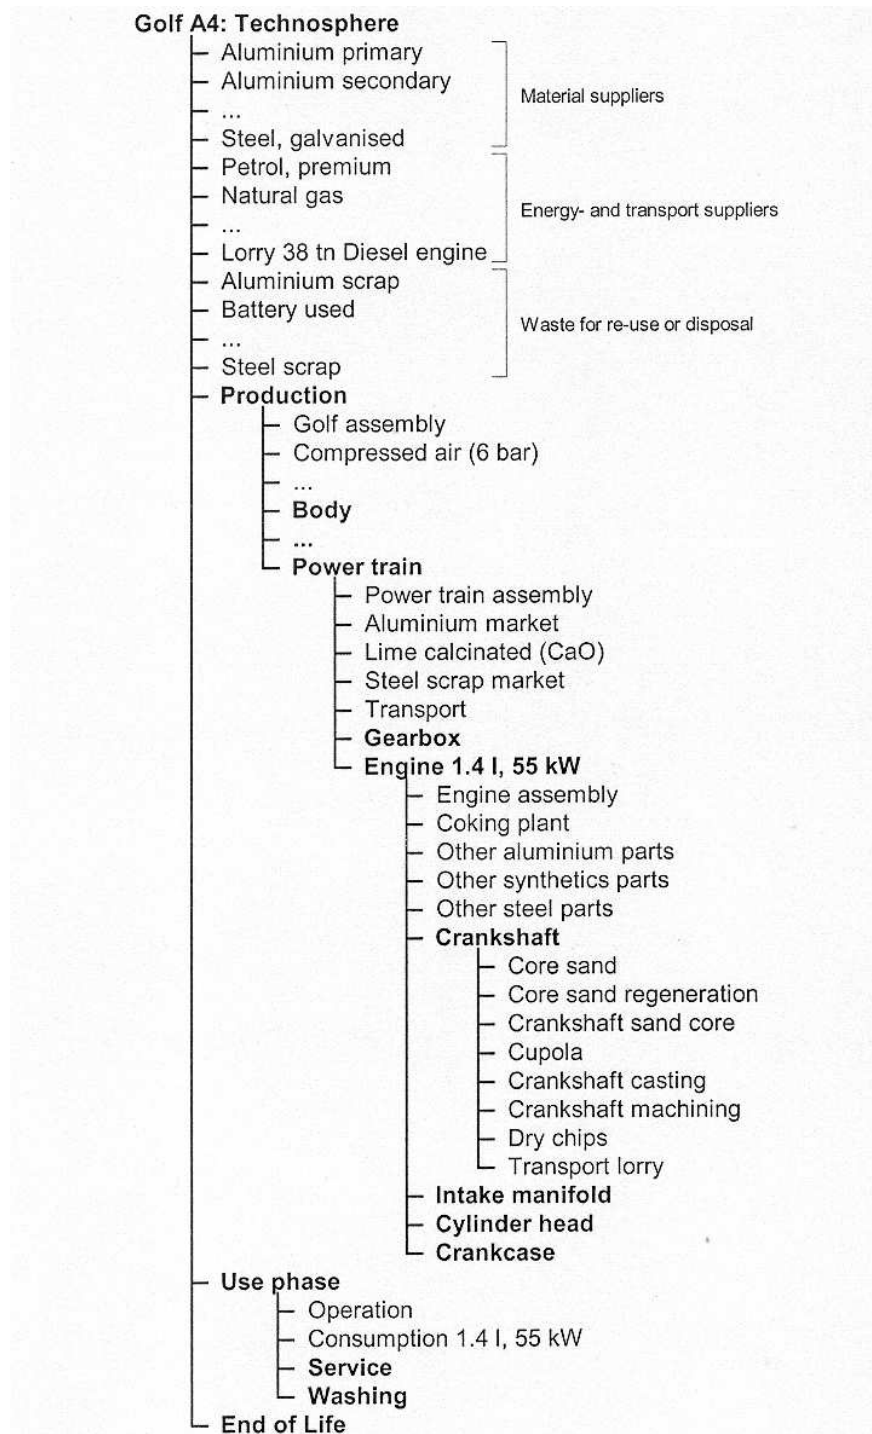 Golf A4: Technosphere
Aluminium primary
Aluminium secondary
Material suppliers
...
Steel, galvanised
Petrol, premium
Natural gas
Energy- and transport suppliers
...
Lorry 38 tn Diesel engine
Aluminium scrap
Battery used
Waste for re-use or disposal
...
Steel scrap
Production
Golf assembly
Compressed air (6 bar)
...
Body
...
Power train
Power train assembly
Aluminium market
Lime calcinated (CaO)
Steel scrap market
Transport
Gearbox
Engine 1.4 l, 55 kW
Engine assembly
Coking plant
Other aluminium parts
Other synthetics parts
Other steel parts
Crankshaft
Core sand
Core sand regeneration
Crankshaft sand core
Cupola
Crankshaft casting
Crankshaft machining
Dry chips
Transport lorry
Intake manifold
Cylinder head
Crankcase
Use phase
Operation
Consumption 1.4 l, 55 kW
Service
Washing
End of Life